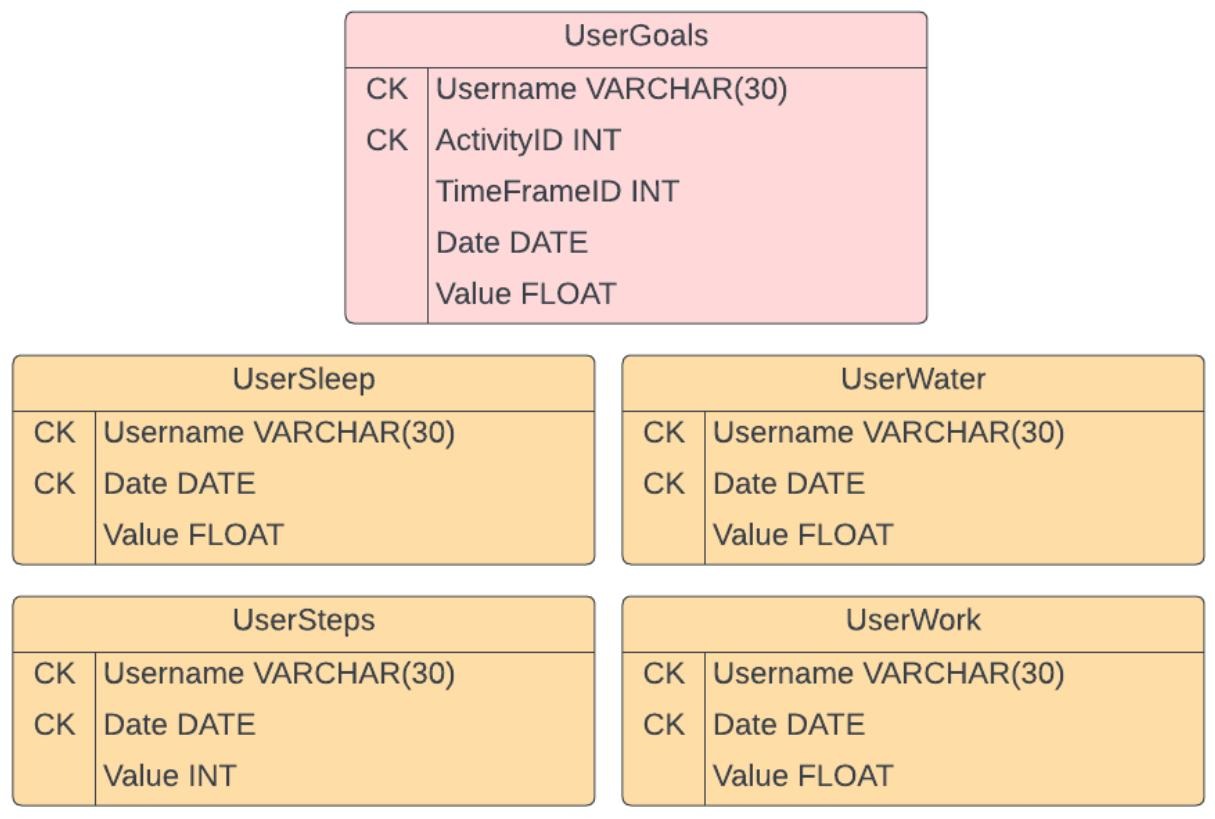 UserGoals
CK Username VARCHAR(30)
CK ActivityID INT
TimeFrameID INT
Date DATE
Value FLOAT
UserSleep
CK Username VARCHAR(30)
CK Date DATE
Value FLOAT
UserWater
CK Username VARCHAR(30)
CK Date DATE
Value FLOAT
UserSteps
CK Username VARCHAR(30)
CK Date DATE
Value INT
UserWork
CK Username VARCHAR(30)
CK Date DATE
Value FLOAT